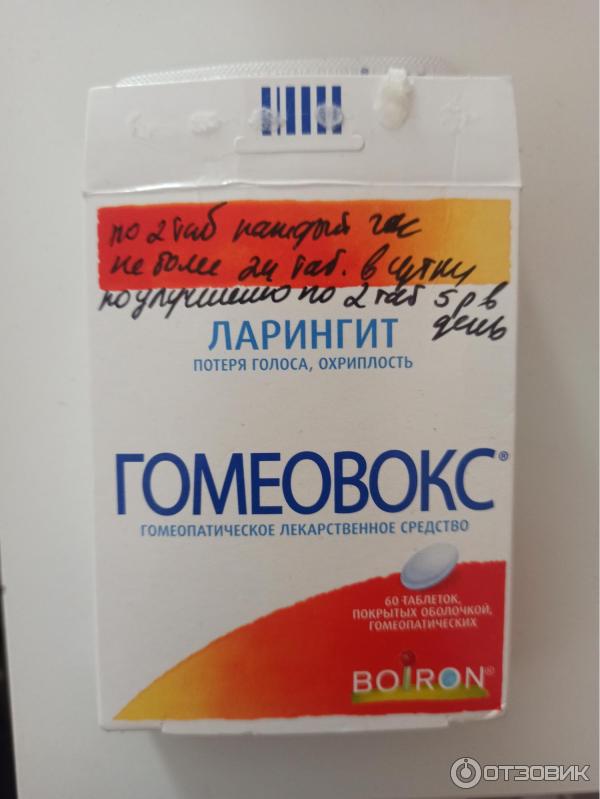 по 2 таб каждый час
не более 24 таб. в сутки
по улучшению по 2 таб 5 р в
день
ЛАРИНГИТ
ПОТЕРЯ ГОЛОСА, ОХРИПЛОСТЬ
ГОМЕОВОКС®
ГОМЕОПАТИЧЕСКОЕ ЛЕКАРСТВЕННОЕ СРЕДСТВО
60 ТАБЛЕТОК,
ПОКРЫТЫХ ОБОЛОЧКОЙ,
ГОМЕОПАТИЧЕСКИХ
BOIRON®
ОТЗОВИК